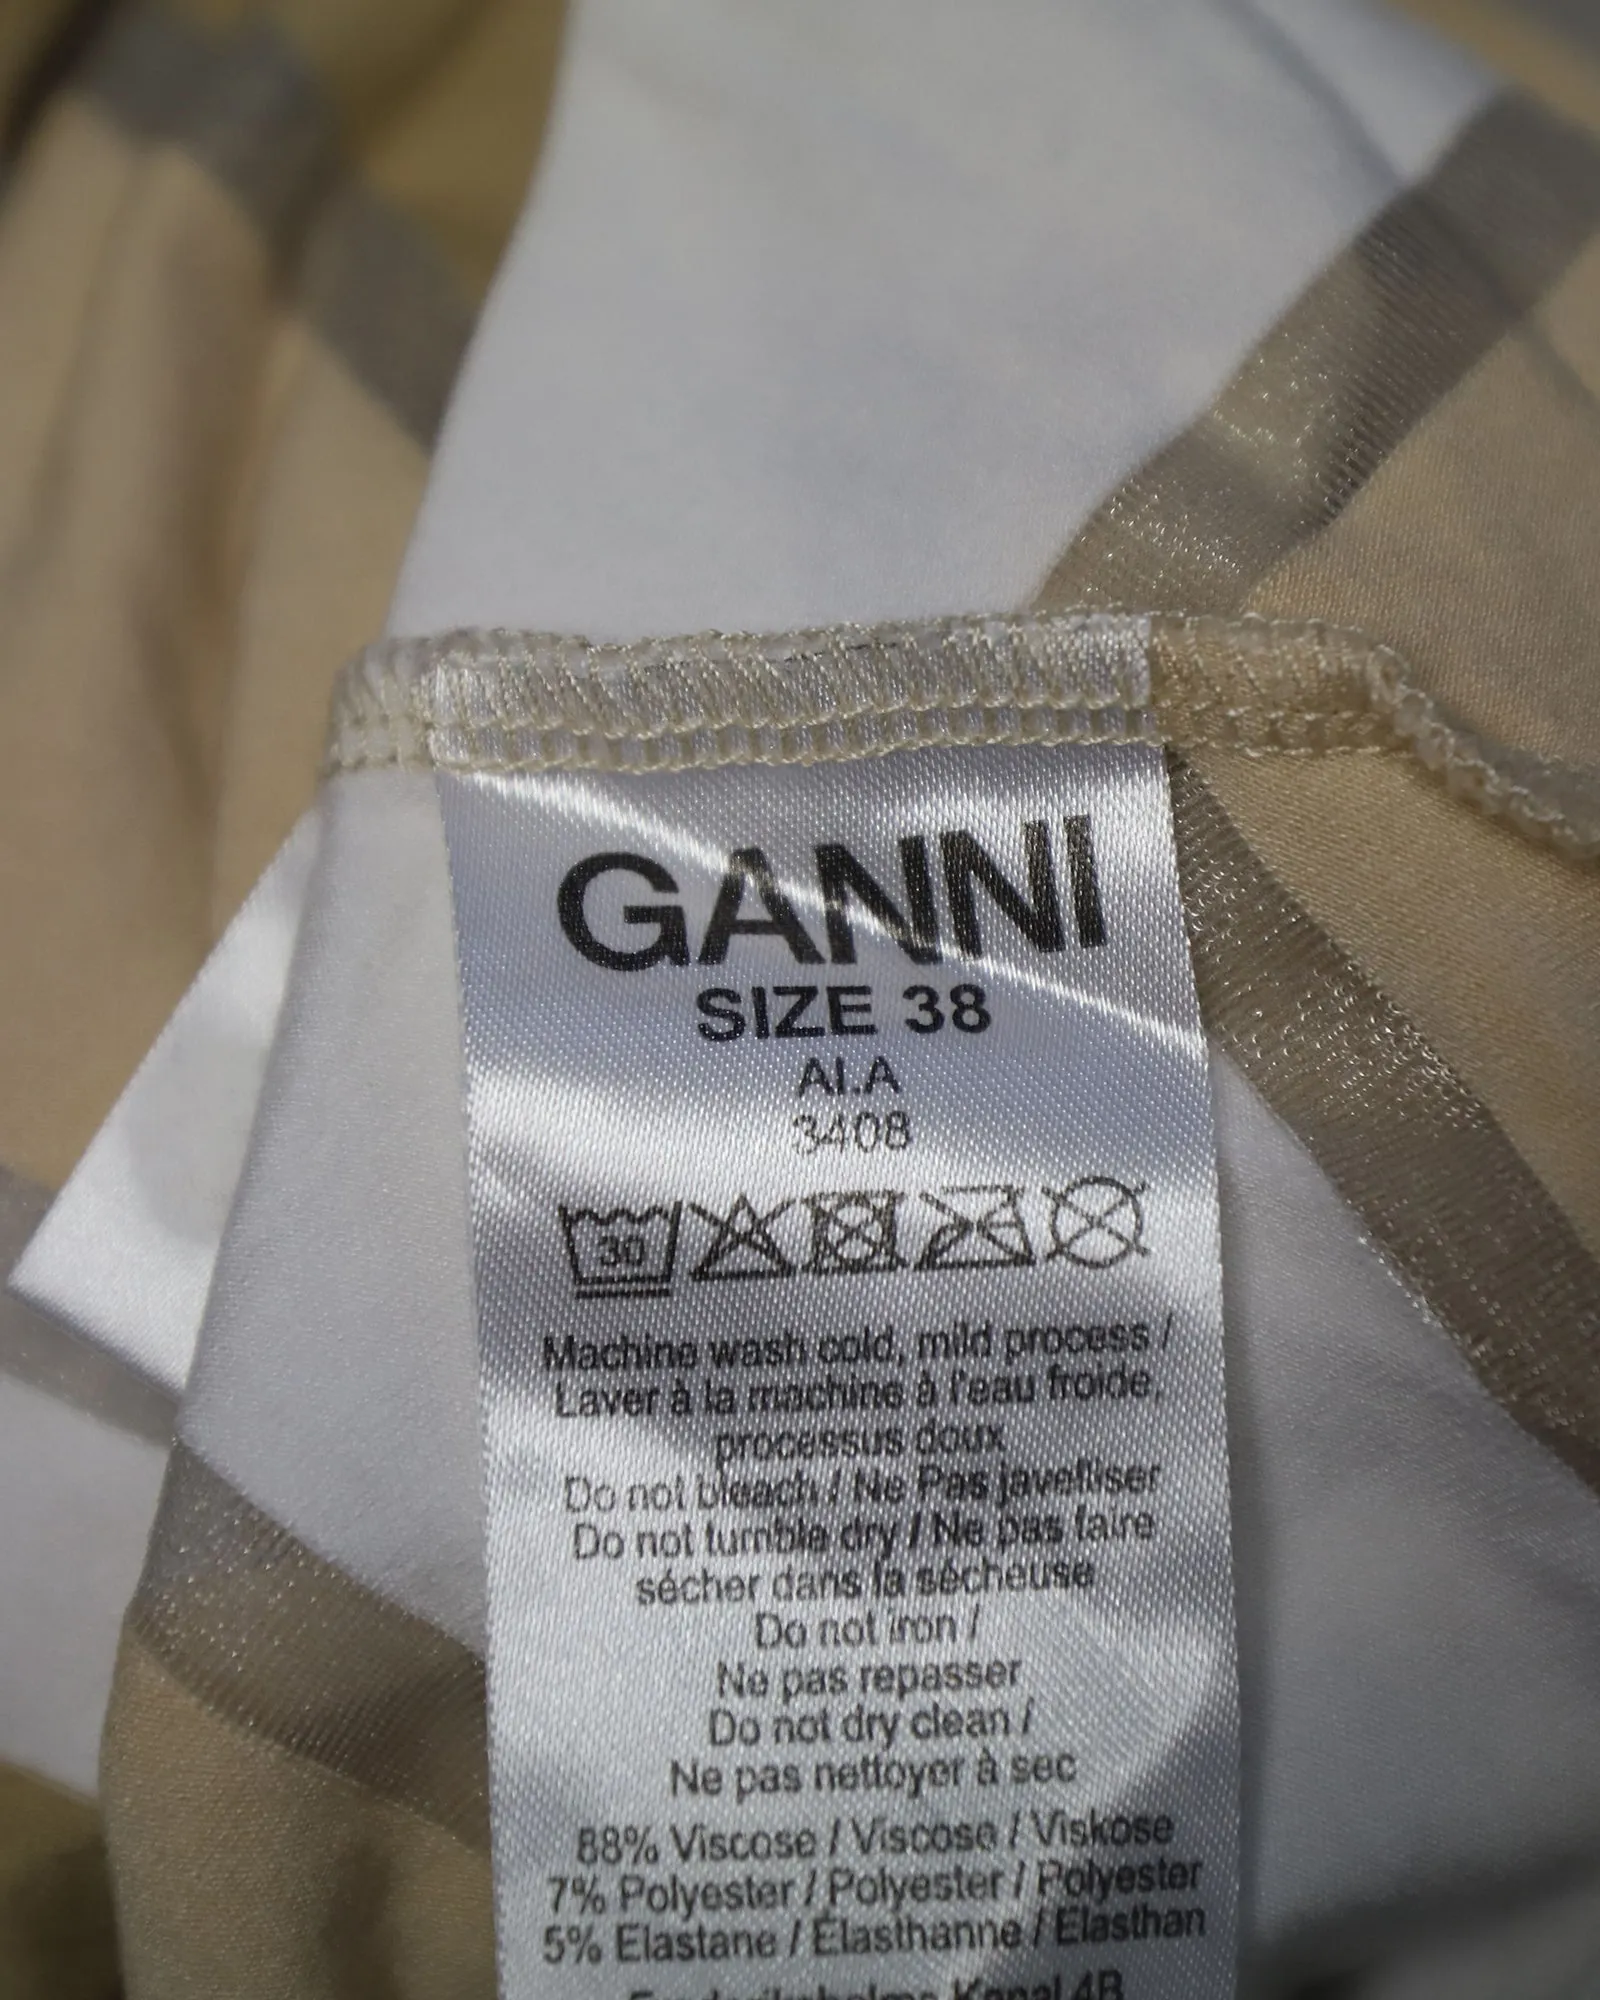 GANNI
SIZE 38
AI.A
3408
30
Machine wash cold, mild process /
Laver à la machine à l'eau froide,
processus doux
Do not bleach / Ne Pas javelliser
Do not tumble dry / Ne pas faire
sécher dans la sécheuse
Do not iron /
Ne pas repasser
Do not dry clean /
Ne pas nettoyer à sec
88% Viscose / Viscose / Viskose
7% Polyester / Polyester / Polyester
5% Elastane / Élasthanne / Elasthan
Frederiksholms Kanal 4B